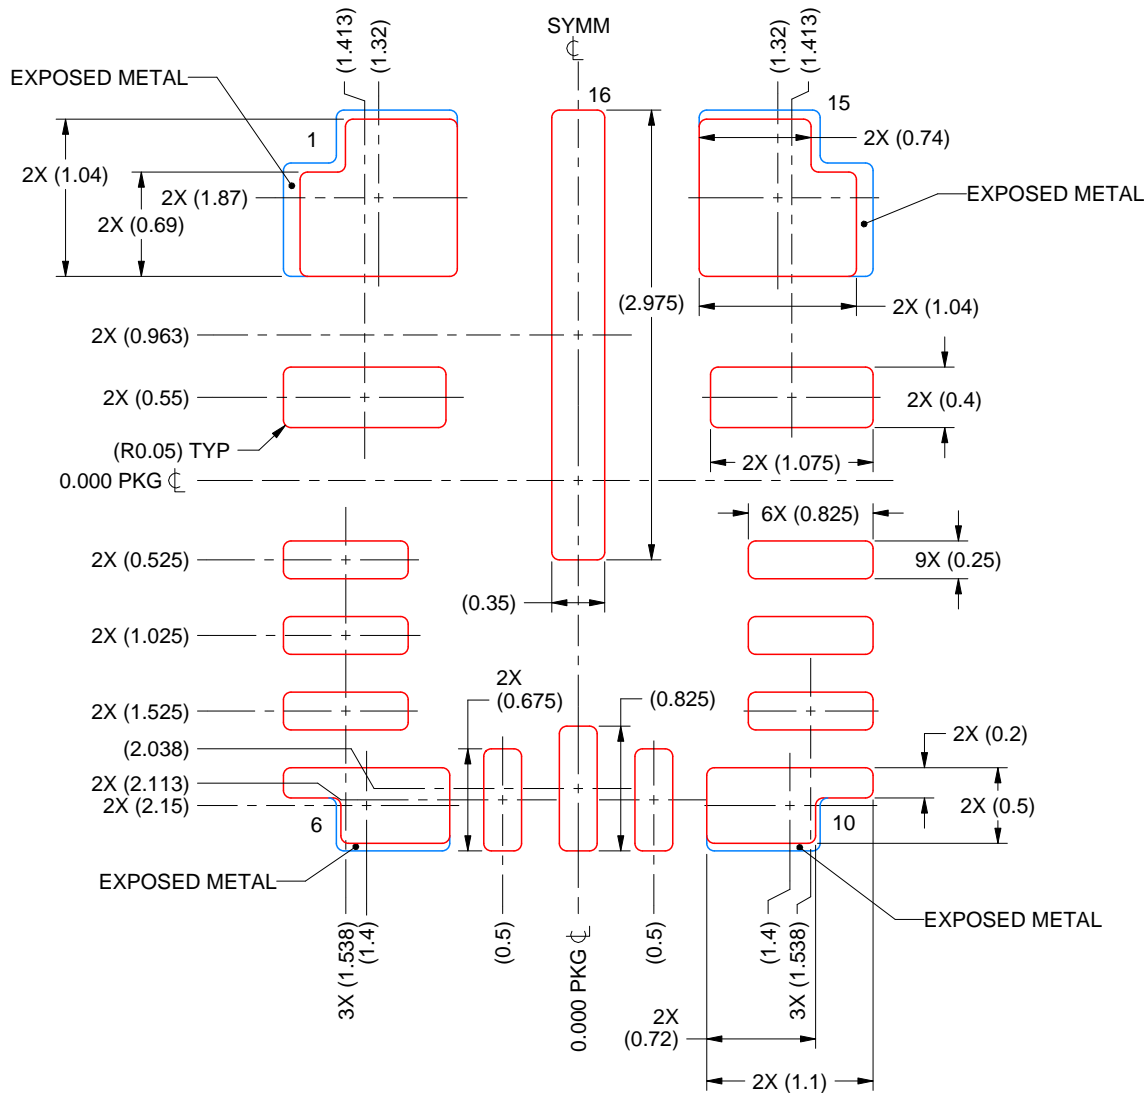 SYMM
℄
(1.413)
(1.32)
(1.32)
(1.413)
EXPOSED METAL
16
15
1
2X (0.74)
2X (1.04)
2X (1.87)
EXPOSED METAL
2X (0.69)
(2.975)
2X (1.04)
2X (0.963)
2X (0.55)
2X (0.4)
(R0.05) TYP
2X (1.075)
0.000 PKG ℄
6X (0.825)
2X (0.525)
9X (0.25)
(0.35)
2X (1.025)
2X
(0.675)
(0.825)
2X (1.525)
(2.038)
2X (0.2)
2X (2.113)
2X (2.15)
2X (0.5)
6
10
EXPOSED METAL
EXPOSED METAL
3X (1.538)
(1.4)
(0.5)
0.000 PKG ℄
(0.5)
(1.4)
3X (1.538)
2X
(0.72)
2X (1.1)